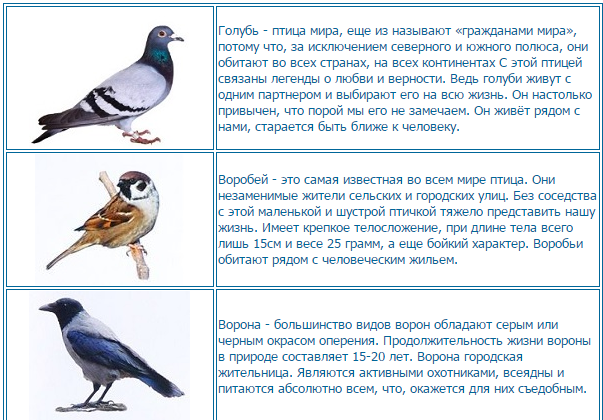 Голубь - птица мира, еще из называют «гражданами мира»,
потому что, за исключением северного и южного полюса, они
обитают во всех странах, на всех континентах С этой птицей
связаны легенды о любви и верности. Ведь голуби живут с
одним партнером и выбирают его на всю жизнь. Он настолько
привычен, что порой мы его не замечаем. Он живёт рядом с
нами, старается быть ближе к человеку.
Воробей - это самая известная во всем мире птица. Они
незаменимые жители сельских и городских улиц. Без соседства
с этой маленькой и шустрой птичкой тяжело представить нашу
жизнь. Имеет крепкое телосложение, при длине тела всего
лишь 15см и весе 25 грамм, а еще бойкий характер. Воробьи
обитают рядом с человеческим жильем.
Ворона - большинство видов ворон обладают серым или
черным окрасом оперения. Продолжительность жизни вороны
в природе составляет 15-20 лет. Ворона городская
жительница. Являются активными охотниками, всеядны и
питаются абсолютно всем, что, окажется для них съедобным.